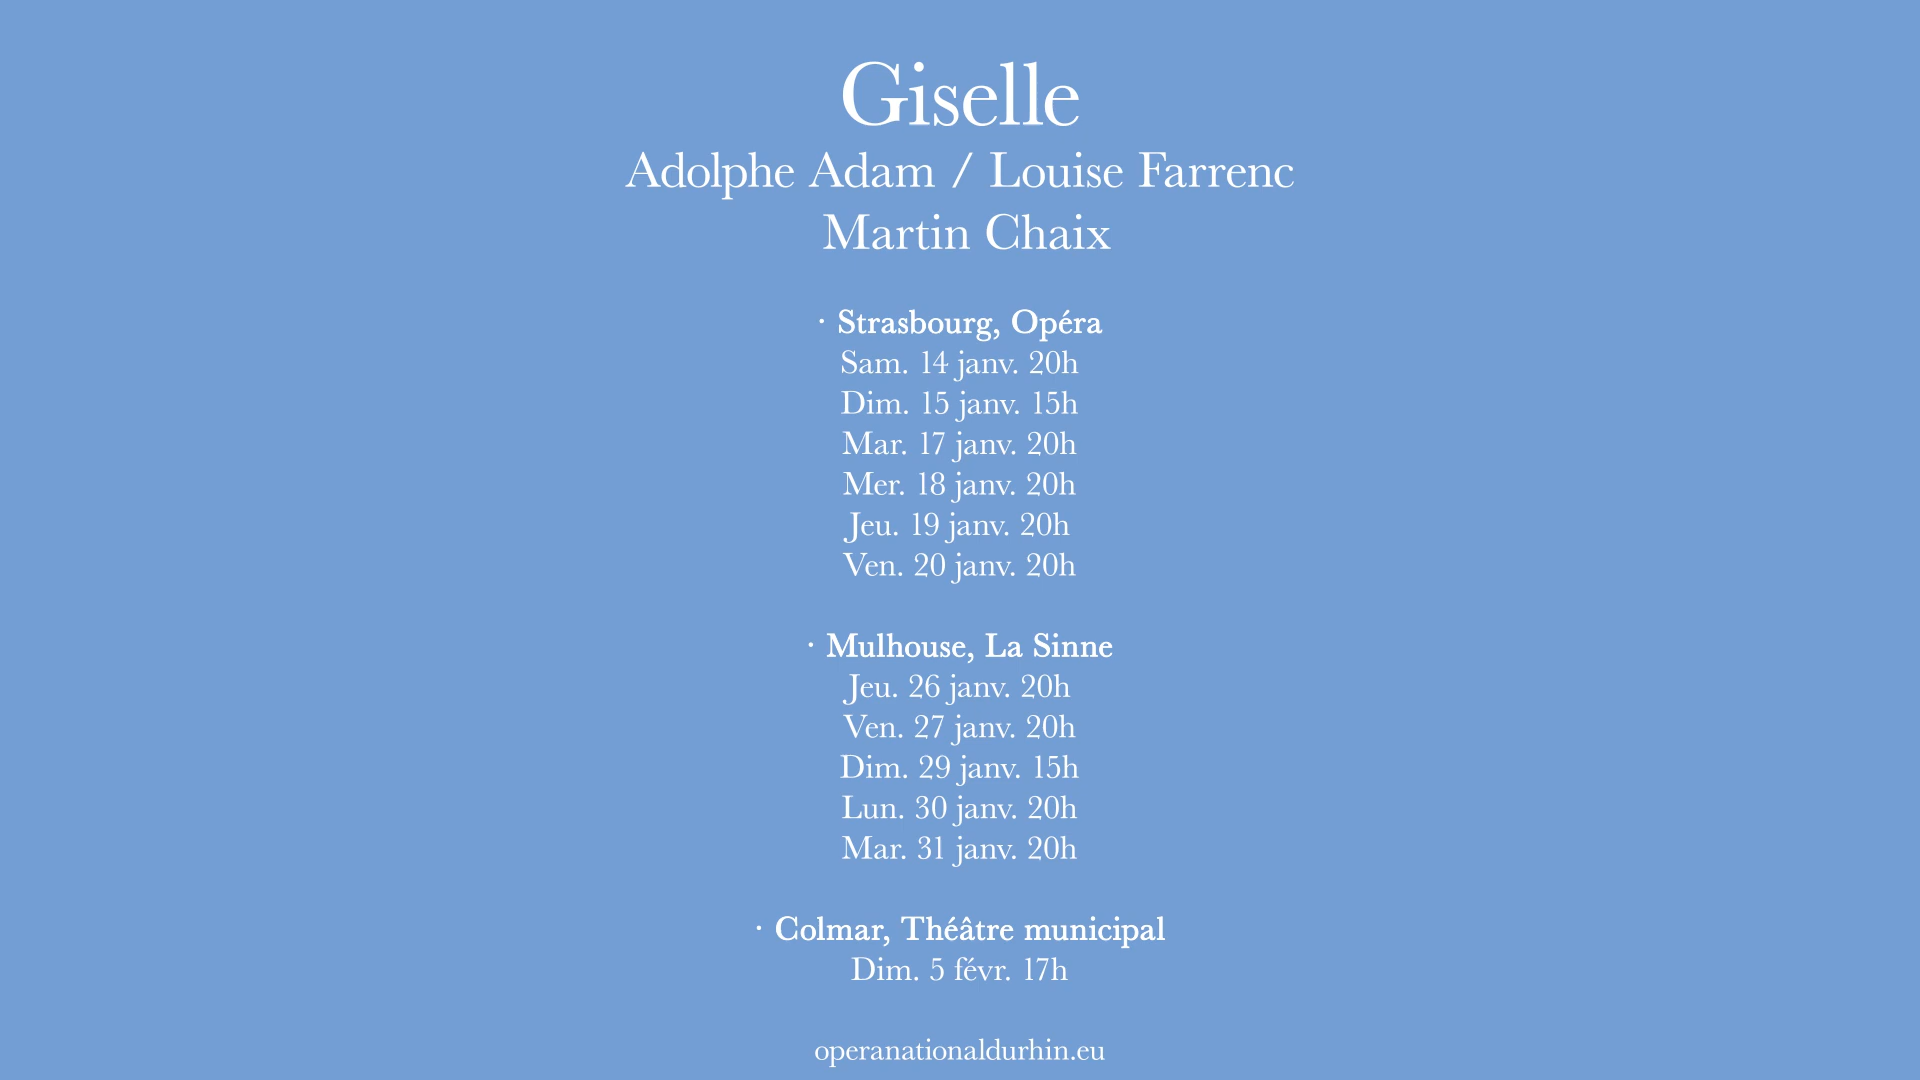 Giselle
Adolphe Adam / Louise Farrenc
Martin Chaix
· Strasbourg, Opéra
Sam. 14 janv. 20h
Dim. 15 janv. 15h
Mar. 17 janv. 20h
Mer. 18 janv. 20h
Jeu. 19 janv. 20h
Ven. 20 janv. 20h
· Mulhouse, La Sinne
Jeu. 26 janv. 20h
Ven. 27 janv. 20h
Dim. 29 janv. 15h
Lun. 30 janv. 20h
Mar. 31 janv. 20h
· Colmar, Théâtre municipal
Dim. 5 févr. 17h
operanationaldurhin.eu